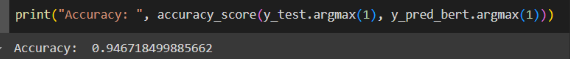 print("Accuracy: ", accuracy_score(y_test.argmax(1), y_pred_bert.argmax(1)))
Accuracy:  0.946718499885662